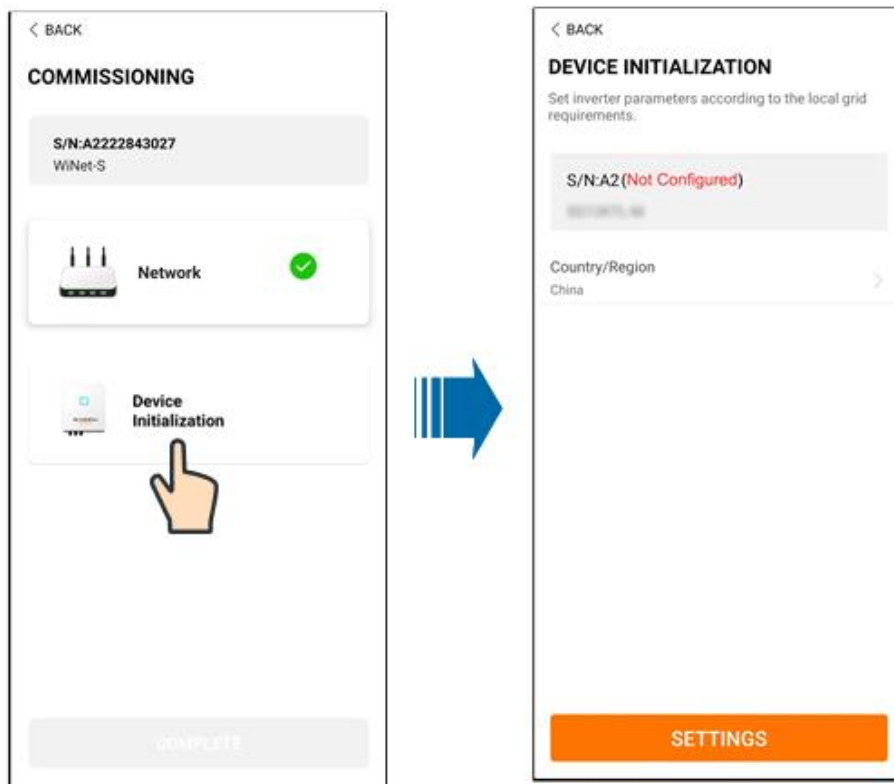 < BACK
COMMISSIONING
S/N:A2222843027
WiNet-S
Network
Device
Initialization
COMPLETE
< BACK
DEVICE INITIALIZATION
Set inverter parameters according to the local grid
requirements.
S/N:A2(Not Configured)
Country/Region
China
SETTINGS